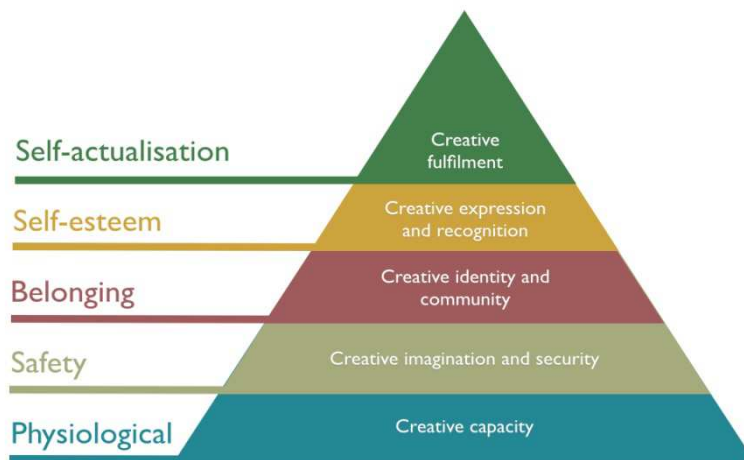 Self-actualisation
Creative
fulfilment
Self-esteem
Creative expression
and recognition
Belonging
Creative identity and
community
Safety
Creative imagination and security
Physiological
Creative capacity